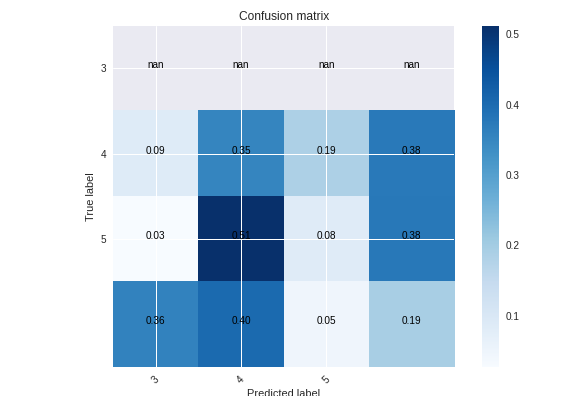 Confusion matrix
3 nan nan nan nan
4 0.09 0.35 0.19 0.38
5 0.03 0.51 0.08 0.38
0.36 0.40 0.05 0.19
3 4 5
True label
Predicted label
0.5
0.4
0.3
0.2
0.1